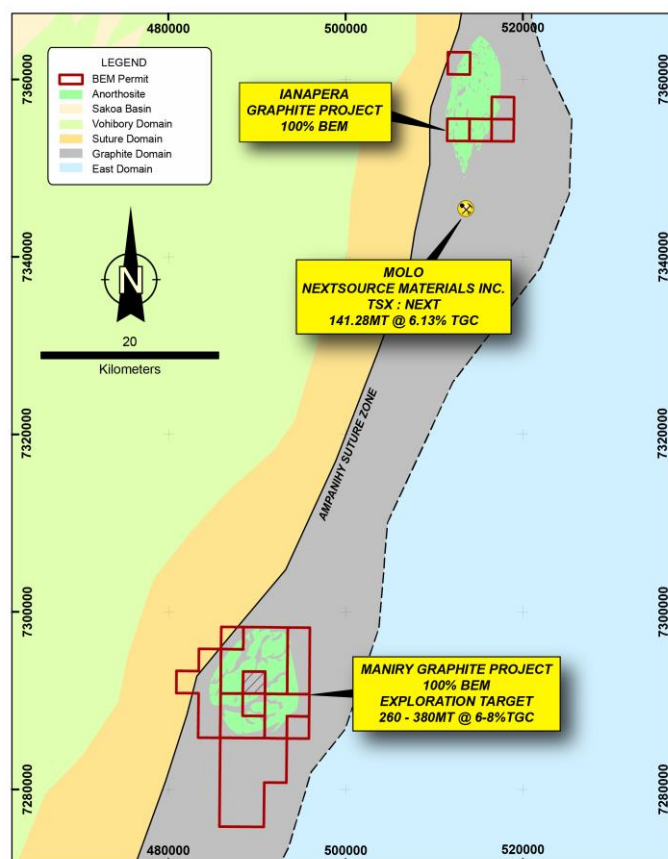 480000
500000
520000
7360000
7360000
LEGEND
BEM Permit
Anorthosite
Sakoa Basin
Vohibory Domain
Suture Domain
Graphite Domain
East Domain
IANAPERA
GRAPHITE PROJECT
100% BEM
N
20
Kilometers
7340000
7340000
MOLO
NEXTSOURCE MATERIALS INC.
TSX : NEXT
141.28MT @ 6.13% TGC
7320000
7320000
AMPANIHY SUTURE ZONE
7300000
7300000
MANIRY GRAPHITE PROJECT
100% BEM
EXPLORATION TARGET
260 - 380MT @ 6-8%TGC
7280000
7280000
480000
500000
520000